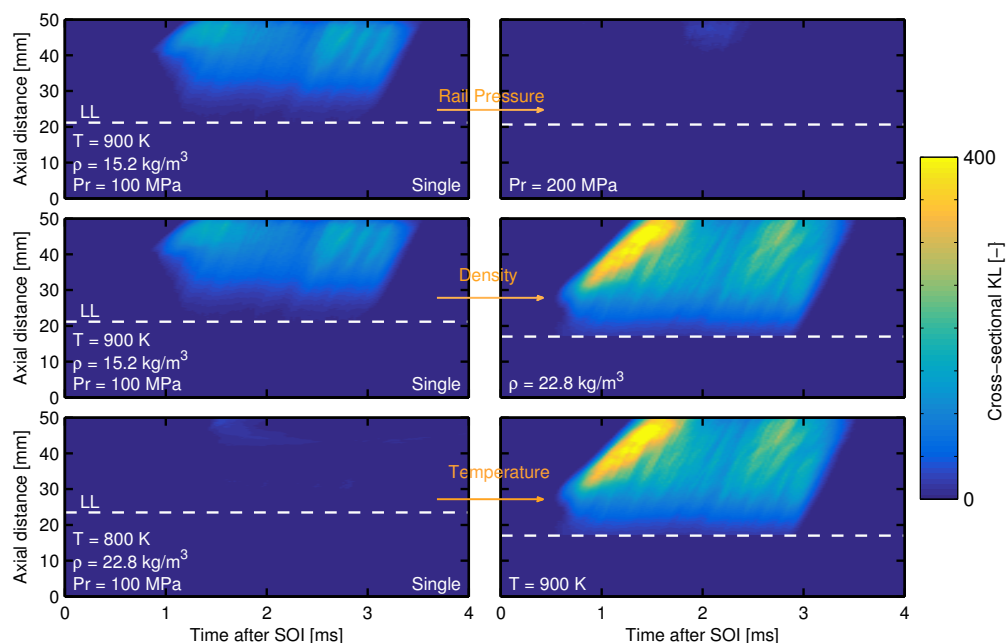 50
40
30
20
10
0
Axial distance [mm]
LL
T = 900 K
ρ = 15.2 kg/m³
Pr = 100 MPa
Single
Rail Pressure
Pr = 200 MPa
50
40
30
20
10
0
Axial distance [mm]
LL
T = 900 K
ρ = 15.2 kg/m³
Pr = 100 MPa
Single
Density
ρ = 22.8 kg/m³
50
40
30
20
10
0
Axial distance [mm]
LL
T = 800 K
ρ = 22.8 kg/m³
Pr = 100 MPa
Single
Temperature
T = 900 K
0 1 2 3 4
Time after SOI [ms]
0 1 2 3 4
Time after SOI [ms]
400
0
Cross−sectional KL [−]